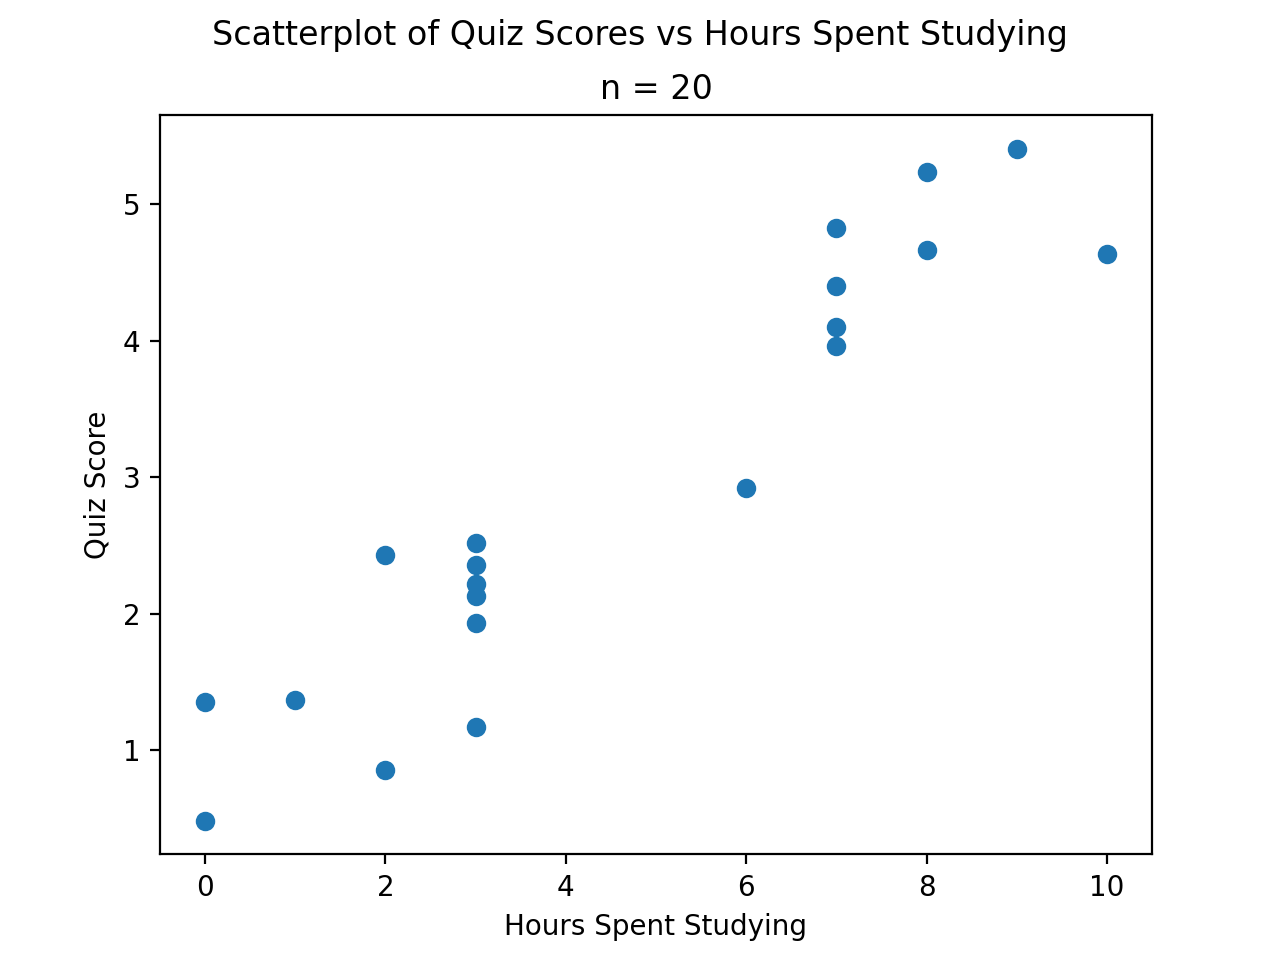 Scatterplot of Quiz Scores vs Hours Spent Studying
n = 20
5
4
3
2
1
Quiz Score
0 2 4 6 8 10
Hours Spent Studying